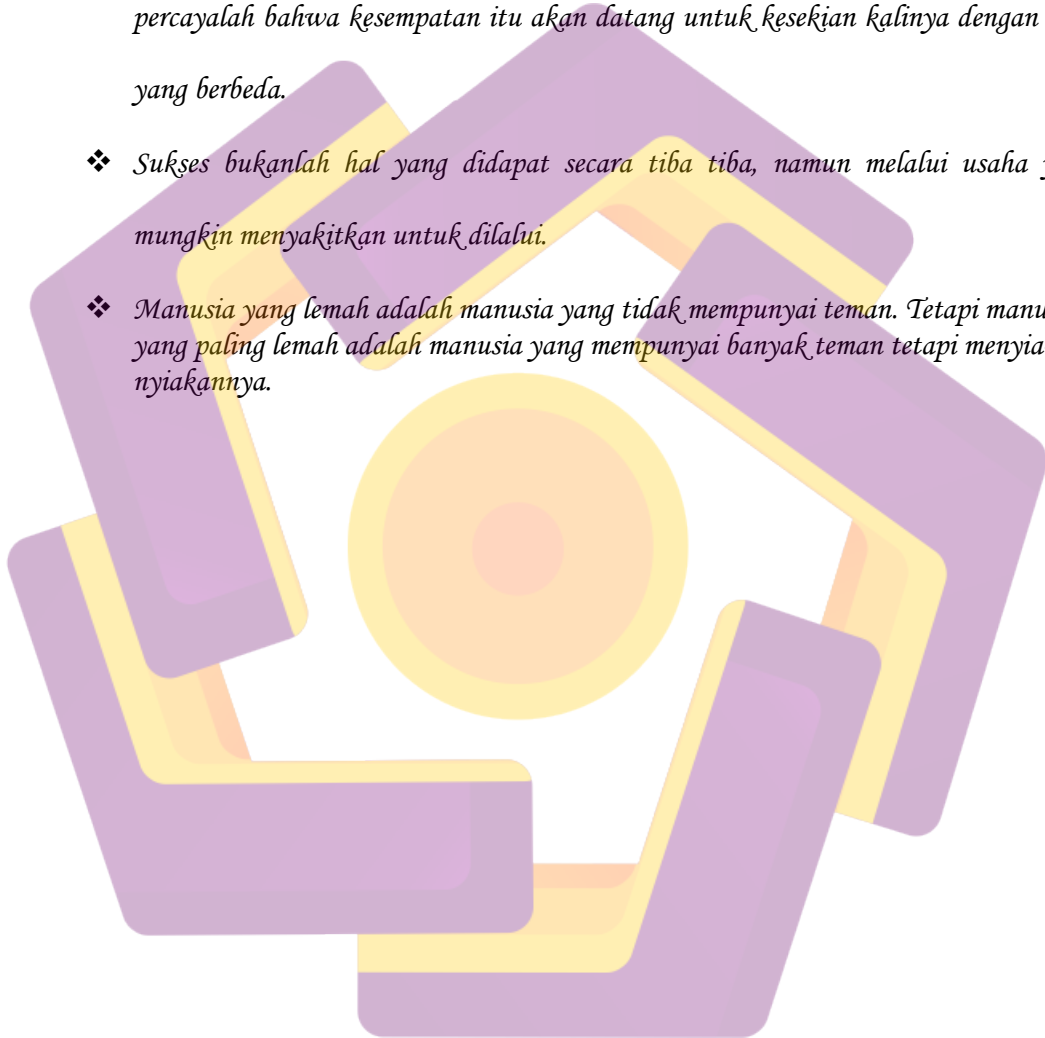 percayalah bahwa kesempatan itu akan datang untuk kesekian kalinya dengan
yang berbeda.
❖ Sukses bukanlah hal yang didapat secara tiba tiba, namun melalui usaha
mungkin menyakitkan untuk dilalui.
❖ Manusia yang lemah adalah manusia yang tidak mempunyai teman. Tetapi manu
yang paling lemah adalah manusia yang mempunyai banyak teman tetapi menyia
nyiakannya.